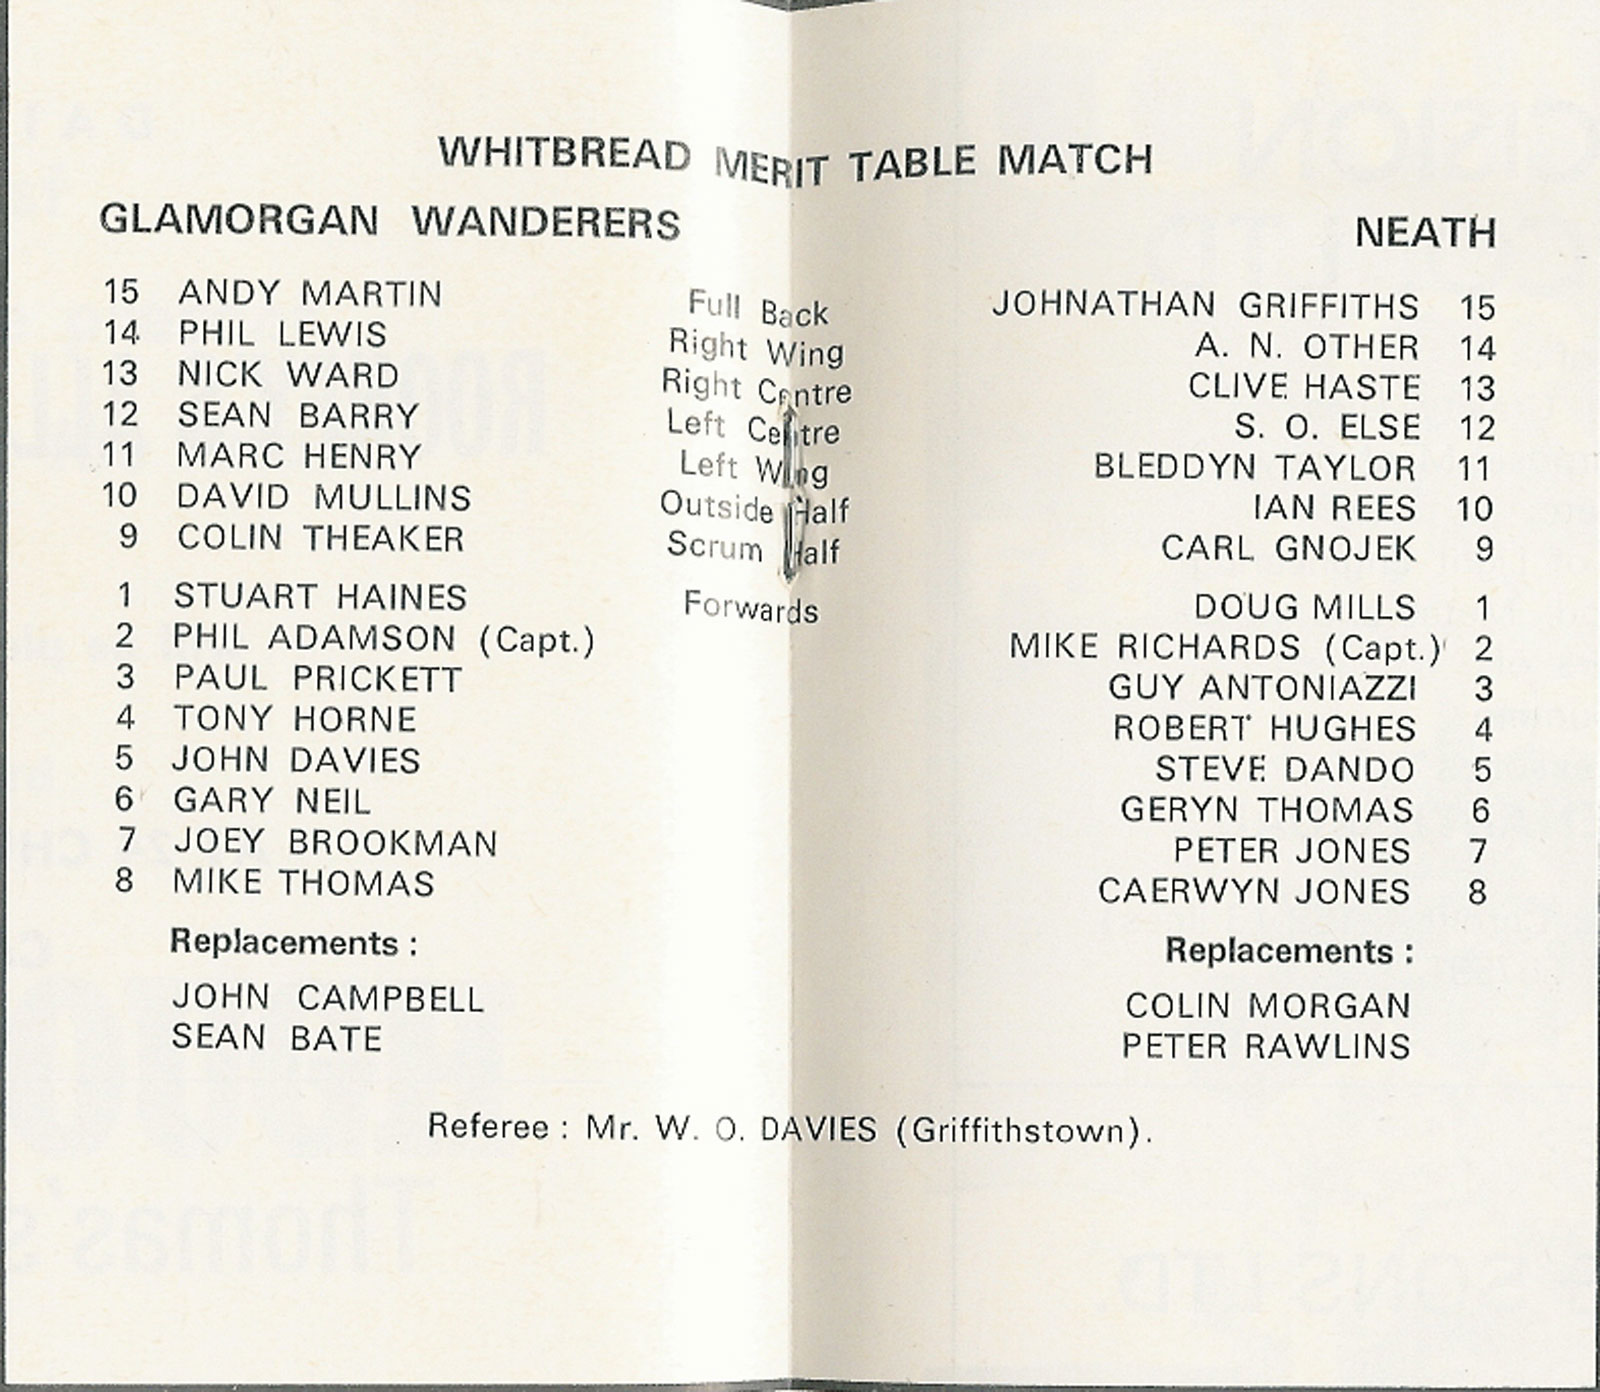 WHITBREAD MERIT TABLE MATCH
GLAMORGAN WANDERERS NEATH
15 ANDY MARTIN Full Back JOHNATHAN GRIFFITHS 15
14 PHIL LEWIS Right Wing A. N. OTHER 14
13 NICK WARD Right Centre CLIVE HASTE 13
12 SEAN BARRY Left Centre S. O. ELSE 12
11 MARC HENRY Left Wing BLEDDYN TAYLOR 11
10 DAVID MULLINS Outside Half IAN REES 10
9 COLIN THEAKER Scrum Half CARL GNOJEK 9
1 STUART HAINES Forwards DOUG MILLS 1
2 PHIL ADAMSON (Capt.) MIKE RICHARDS (Capt.) 2
3 PAUL PRICKETT GUY ANTONIAZZI 3
4 TONY HORNE ROBERT HUGHES 4
5 JOHN DAVIES STEVE DANDO 5
6 GARY NEIL GERYN THOMAS 6
7 JOEY BROOKMAN PETER JONES 7
8 MIKE THOMAS CAERWYN JONES 8
Replacements : Replacements :
JOHN CAMPBELL COLIN MORGAN
SEAN BATE PETER RAWLINS
Referee : Mr. W. O. DAVIES (Griffithstown).